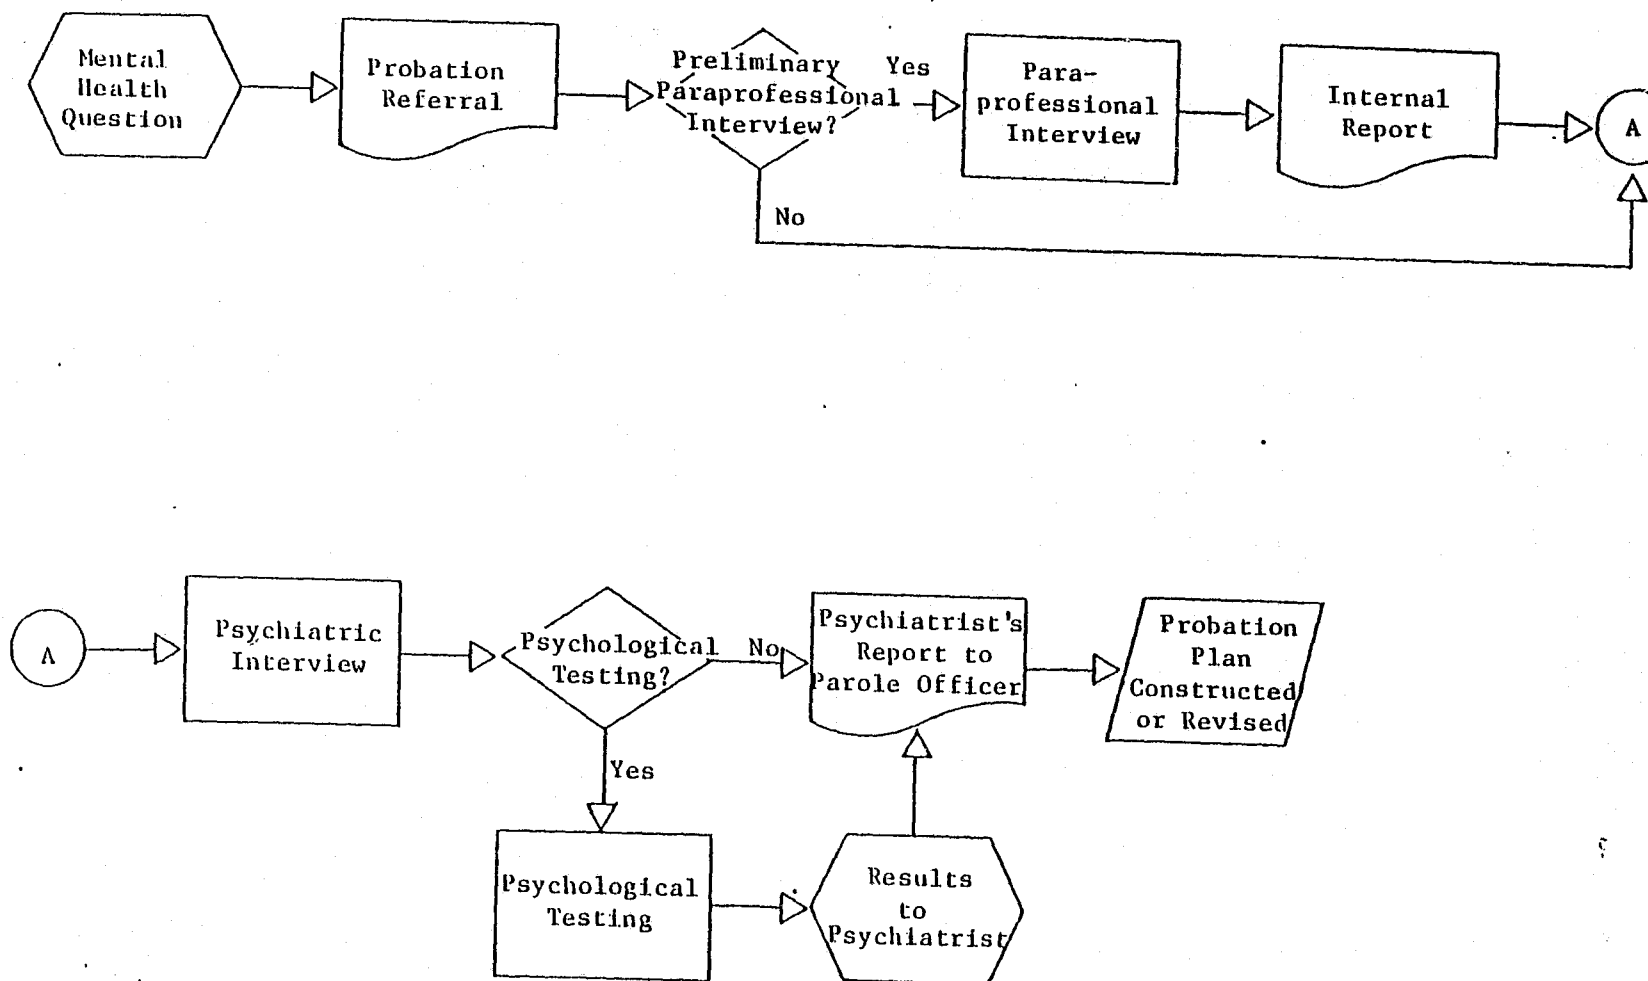 Mental
Health
Question
Probation
Referral
Preliminary
Paraprofessional
Interview?
Yes
No
Para-
professional
Interview
Internal
Report
A
A
Psychiatric
Interview
Psychological
Testing?
No
Yes
Psychiatrist's
Report to
Parole Officer
Probation
Plan
Constructed
or Revised
Psychological
Testing
Results
to
Psychiatrist